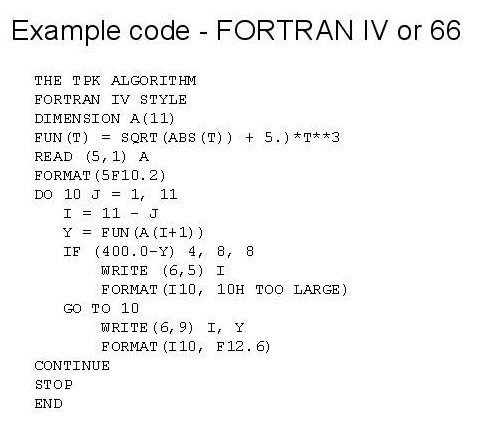 Example code - FORTRAN IV or 66
THE TPK ALGORITHM
FORTRAN IV STYLE
DIMENSION A(11)
FUN(T) = SQRT(ABS(T)) + 5.)*T**3
READ (5,1) A
FORMAT(5F10.2)
DO 10 J = 1, 11
I = 11 - J
Y = FUN(A(I+1))
IF (400.0-Y) 4, 8, 8
WRITE (6,5) I
FORMAT(I10, 10H TOO LARGE)
GO TO 10
WRITE(6,9) I, Y
FORMAT(I10, F12.6)
CONTINUE
STOP
END